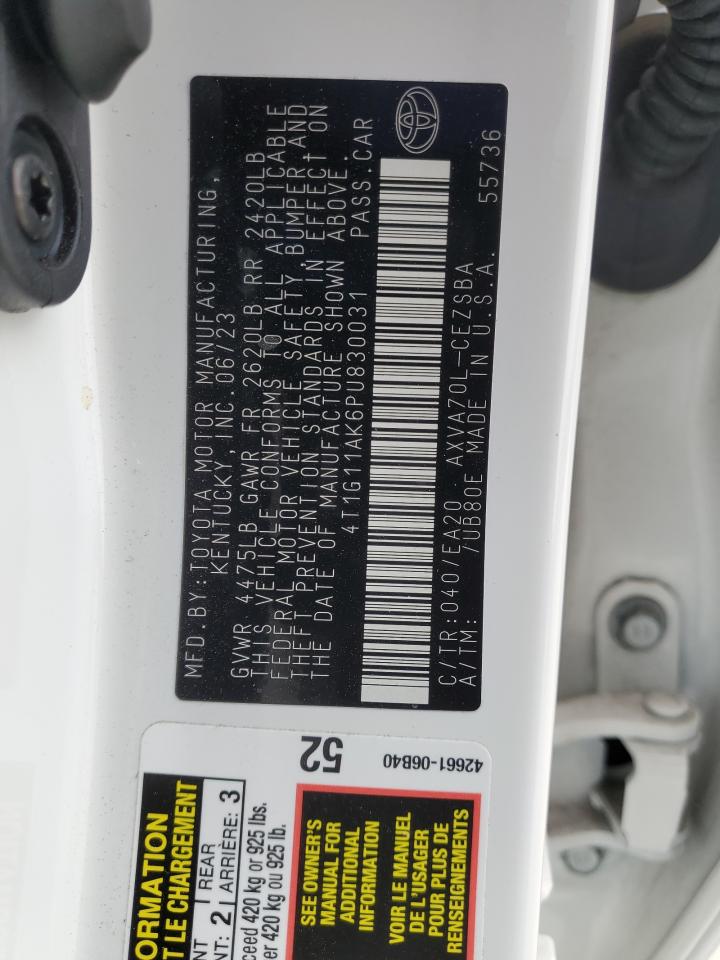 MFD.BY:TOYOTA MOTOR MANUFACTURING,
KENTUCKY, INC. 06/23
GVWR 4475LB GAWR FR 2620LB RR 2420LB
THIS VEHICLE CONFORMS TO ALL APPLICABLE
FEDERAL MOTOR VEHICLE SAFETY, BUMPER, AND
THEFT PREVENTION STANDARDS IN EFFECT ON
THE DATE OF MANUFACTURE SHOWN ABOVE.
4T1G11AK6PU830031 PASS.CAR
C/TR:040/EA20 AXVA70L-CEZSBA
A/TM: /UB80E MADE IN U.S.A. 55736
52
42661-06B40
ORMATION
T LE CHARGEMENT
NT REAR
NT: 2 ARRIÈRE: 3
ceed 420 kg or 925 lbs.
er 420 kg ou 925 lb.
SEE OWNER'S
MANUAL FOR
ADDITIONAL
INFORMATION
VOIR LE MANUEL
DE L'USAGER
POUR PLUS DE
RENSEIGNEMENTS